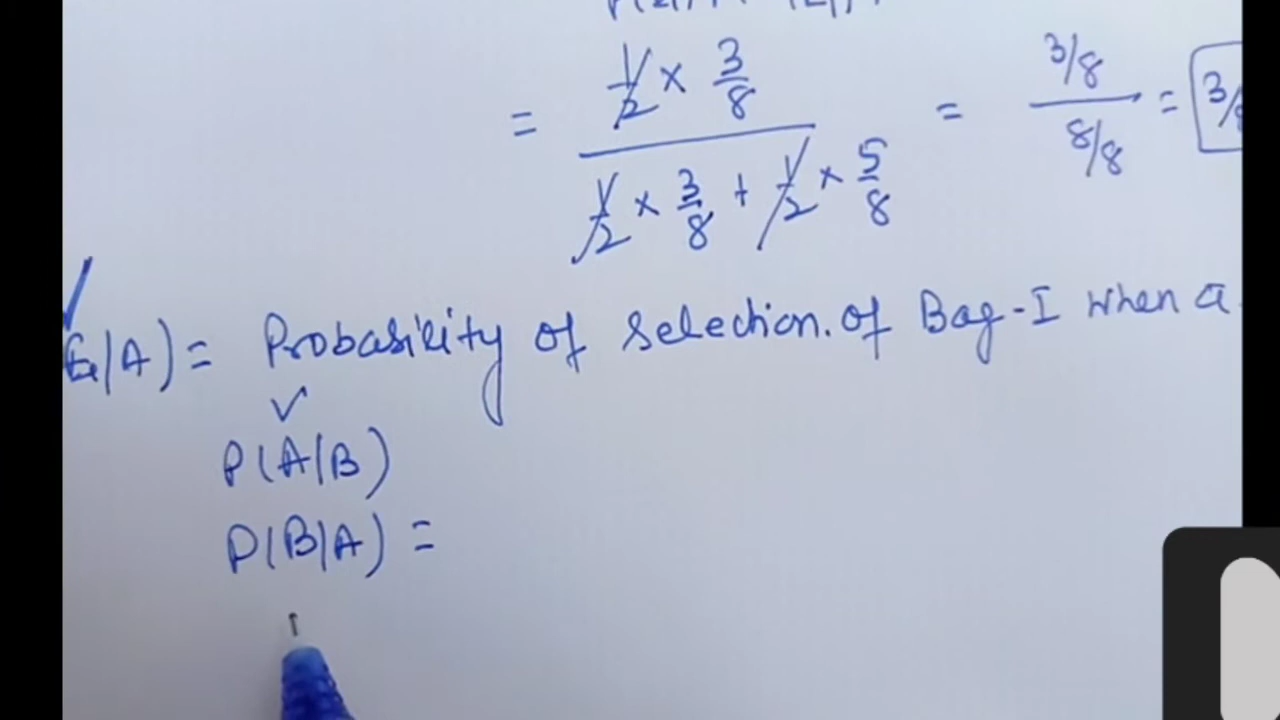 = 1/2 × 3/8 / 1/2 × 3/8 + 1/2 × 5/8 = 3/8 / 8/8 = 3/
E1/A) = Probability of selection. of Bag-I when a
P(A/B)
P(B/A) =